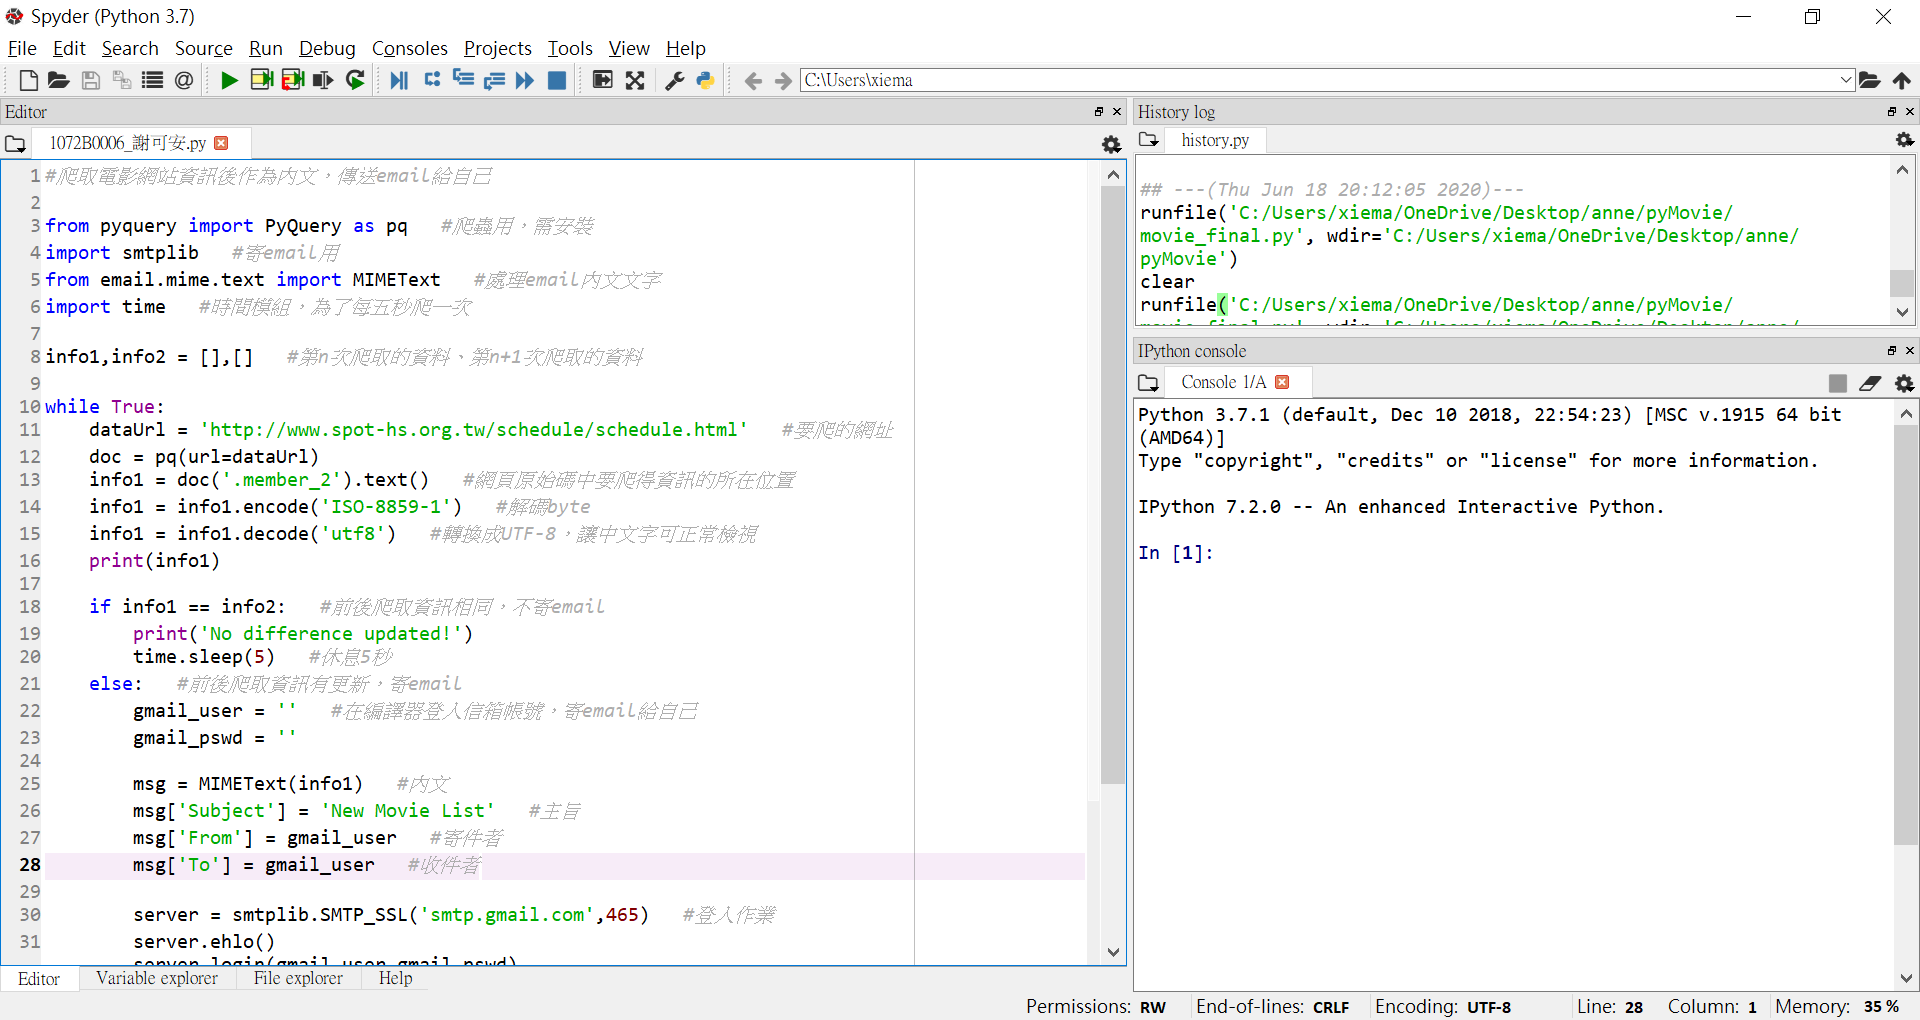 Spyder (Python 3.7)
File Edit Search Source Run Debug Consoles Projects Tools View Help
C:\Users\xiema
Editor
1072B0006_謝可安.py
1 #爬取電影網站資訊後作為內文，傳送email給自己
2
3 from pyquery import PyQuery as pq   #爬蟲用，需安裝
4 import smtplib   #寄email用
5 from email.mime.text import MIMEText   #處理email內文文字
6 import time   #時間模組，為了每五秒爬一次
7
8 info1,info2 = [],[]   #第n次爬取的資料、第n+1次爬取的資料
9
10 while True:
11     dataUrl = 'http://www.spot-hs.org.tw/schedule/schedule.html'   #要爬的網址
12     doc = pq(url=dataUrl)
13     info1 = doc('.member_2').text()   #網頁原始碼中要爬得資訊的所在位置
14     info1 = info1.encode('ISO-8859-1')   #解碼byte
15     info1 = info1.decode('utf8')   #轉換成UTF-8，讓中文字可正常檢視
16     print(info1)
17
18     if info1 == info2:   #前後爬取資訊相同，不寄email
19         print('No difference updated!')
20         time.sleep(5)   #休息5秒
21     else:   #前後爬取資訊有更新，寄email
22         gmail_user = ''   #在編譯器登入信箱帳號，寄email給自己
23         gmail_pswd = ''
24
25         msg = MIMEText(info1)   #內文
26         msg['Subject'] = 'New Movie List'   #主旨
27         msg['From'] = gmail_user   #寄件者
28         msg['To'] = gmail_user   #收件者
29
30         server = smtplib.SMTP_SSL('smtp.gmail.com',465)   #登入作業
31         server.ehlo()
server.login(gmail_user,gmail_pswd)
Editor Variable explorer File explorer Help
History log
history.py
## ---(Thu Jun 18 20:12:05 2020)---
runfile('C:/Users/xiema/OneDrive/Desktop/anne/pyMovie/
movie_final.py', wdir='C:/Users/xiema/OneDrive/Desktop/anne/
pyMovie')
clear
runfile('C:/Users/xiema/OneDrive/Desktop/anne/pyMovie/
movie_final.py', wdir='C:/Users/xiema/OneDrive/Desktop/anne/
IPython console
Console 1/A
Python 3.7.1 (default, Dec 10 2018, 22:54:23) [MSC v.1915 64 bit
(AMD64)]
Type "copyright", "credits" or "license" for more information.
IPython 7.2.0 -- An enhanced Interactive Python.
In [1]:
Permissions: RW End-of-lines: CRLF Encoding: UTF-8 Line: 28 Column: 1 Memory: 35 %